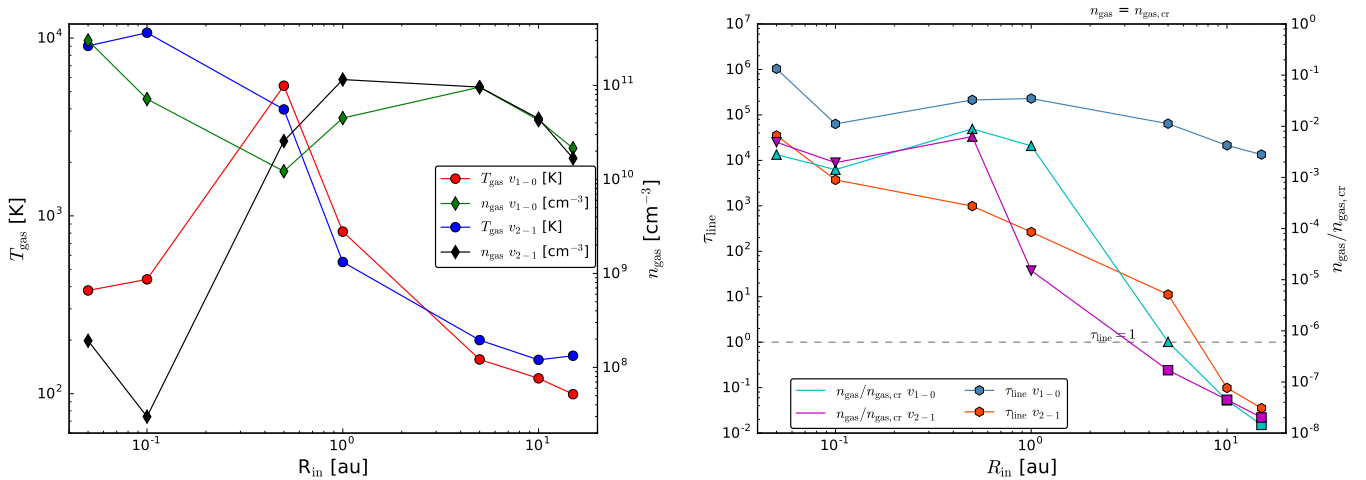 10⁴
10³
10²
T_gas [K]
10⁻¹ 10⁰ 10¹
R_in [au]
10¹¹
10¹⁰
10⁹
10⁸
n_gas [cm⁻³]
T_gas v₁₋₀ [K]
n_gas v₁₋₀ [cm⁻³]
T_gas v₂₋₁ [K]
n_gas v₂₋₁ [cm⁻³]
n_gas = n_gas,cr
10⁷
10⁶
10⁵
10⁴
10³
10²
10¹
10⁰
10⁻¹
10⁻²
τ_line
10⁻¹ 10⁰ 10¹
R_in [au]
10⁰
10⁻¹
10⁻²
10⁻³
10⁻⁴
10⁻⁵
10⁻⁶
10⁻⁷
10⁻⁸
n_gas/n_gas,cr
τ_line = 1
n_gas/n_gas,cr v₁₋₀ τ_line v₁₋₀
n_gas/n_gas,cr v₂₋₁ τ_line v₂₋₁